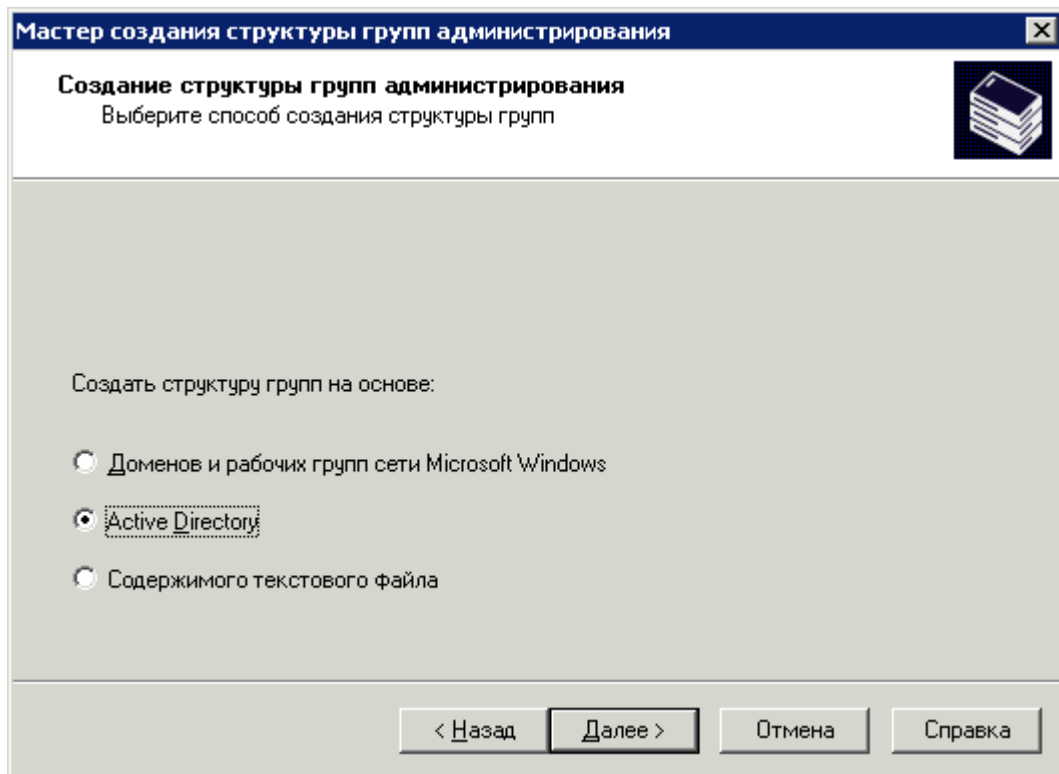 Мастер создания структуры групп администрирования
Создание структуры групп администрирования
Выберите способ создания структуры групп
Создать структуру групп на основе:
Доменов и рабочих групп сети Microsoft Windows
Active Directory
Содержимого текстового файла
< Назад
Далее >
Отмена
Справка